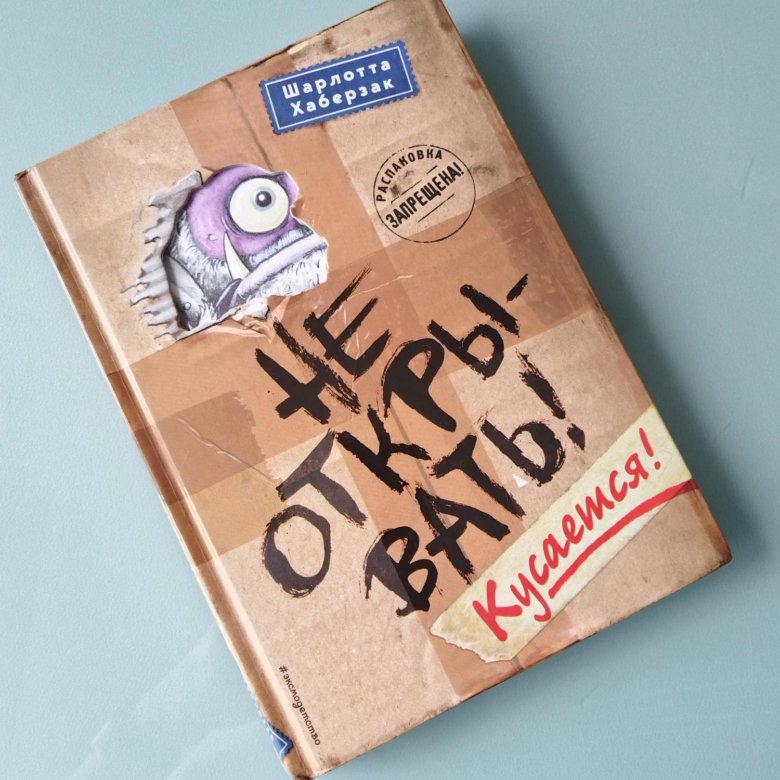 Шарлотта
Хаберзак
РАСПАКОВКА
ЗАПРЕЩЕНА!
НЕ
ОТКРЫ-
ВАТЬ!
Кусается!
#эксмодетство